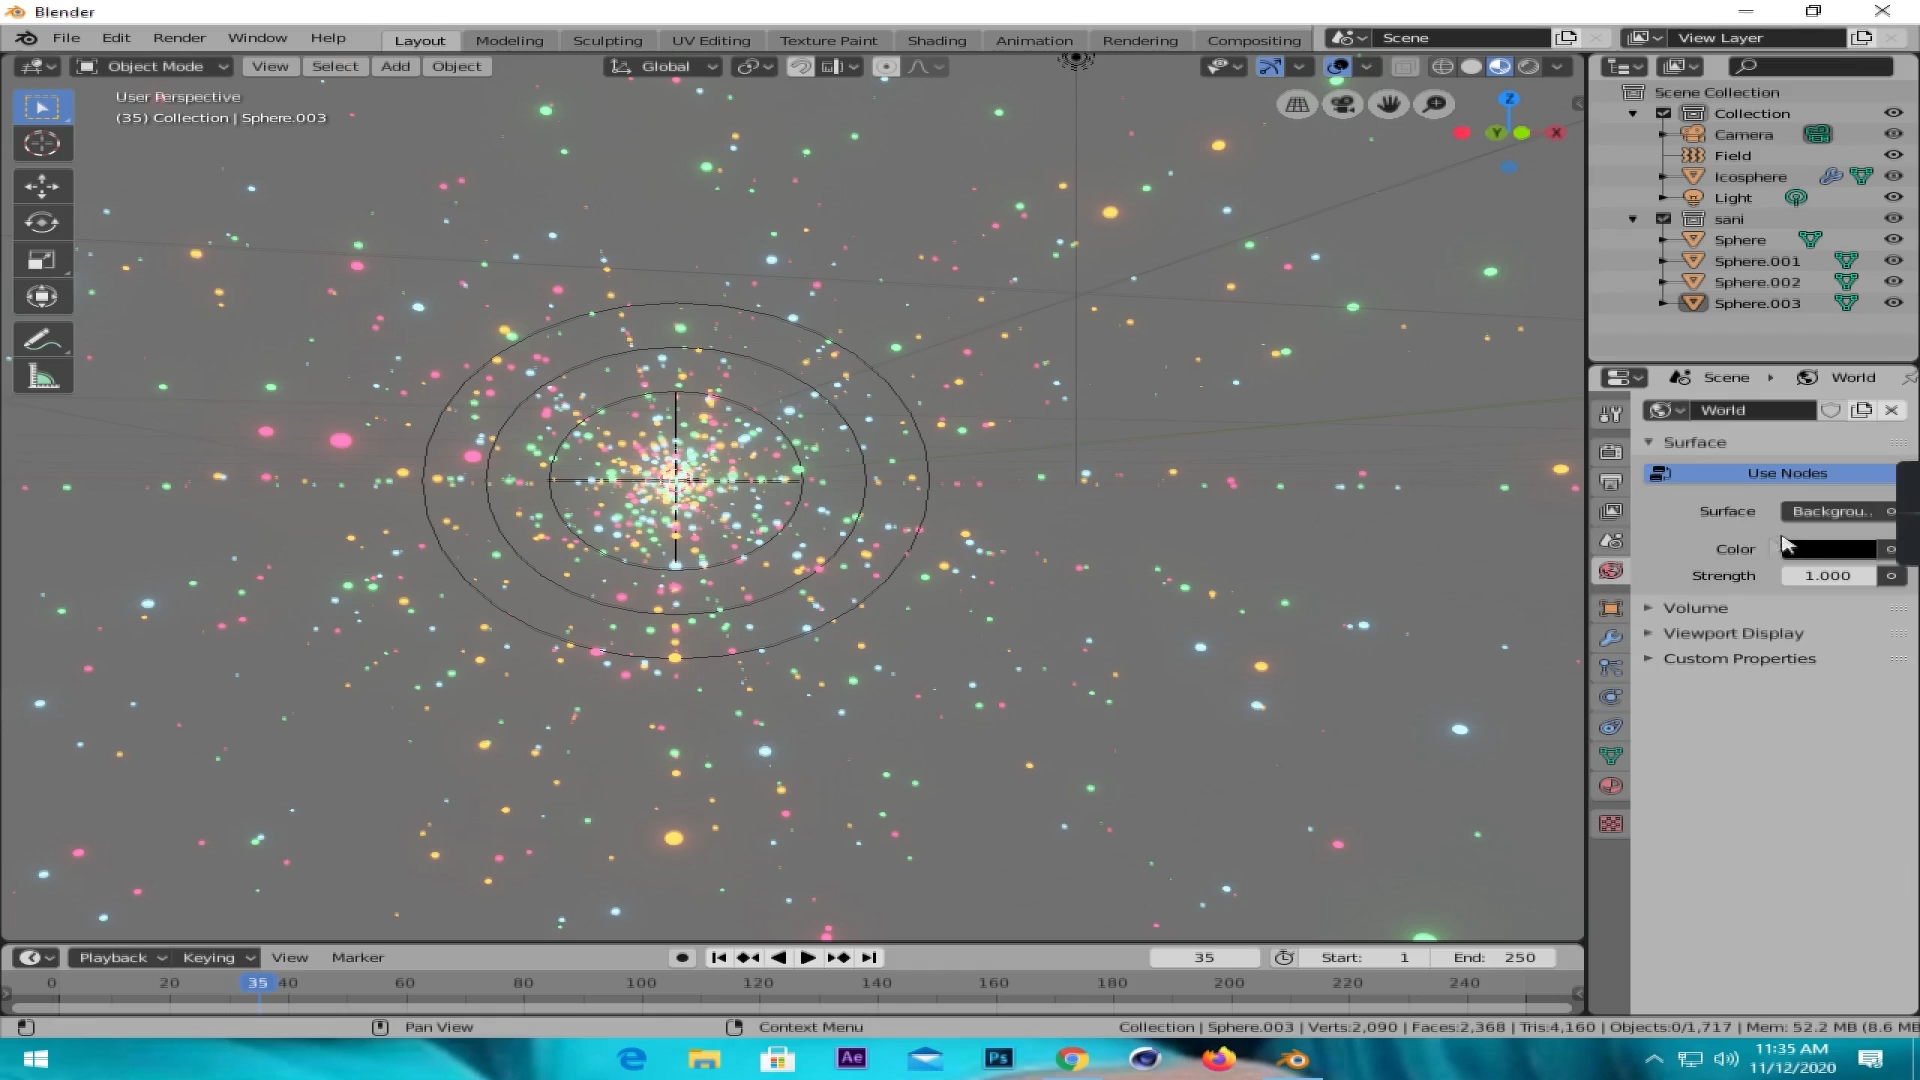 Blender
File Edit Render Window Help Layout Modeling Sculpting UV Editing Texture Paint Shading Animation Rendering Compositing Scene View Layer
Object Mode View Select Add Object Global
User Perspective
(35) Collection | Sphere.003
Z
Y X
Scene Collection
Collection
Camera
Field
Icosphere
Light
sani
Sphere
Sphere.001
Sphere.002
Sphere.003
Scene World
World
Surface
Use Nodes
Surface Backgrou..
Color
Strength 1.000
Volume
Viewport Display
Custom Properties
Playback Keying View Marker 35 Start: 1 End: 250
0 20 35 40 60 80 100 120 140 160 180 200 220 240
Pan View Context Menu Collection | Sphere.003 | Verts:2,090 | Faces:2,368 | Tris:4,160 | Objects:0/1,717 | Mem: 52.2 MB (8.6 MB
Ae Ps
11:35 AM
11/12/2020